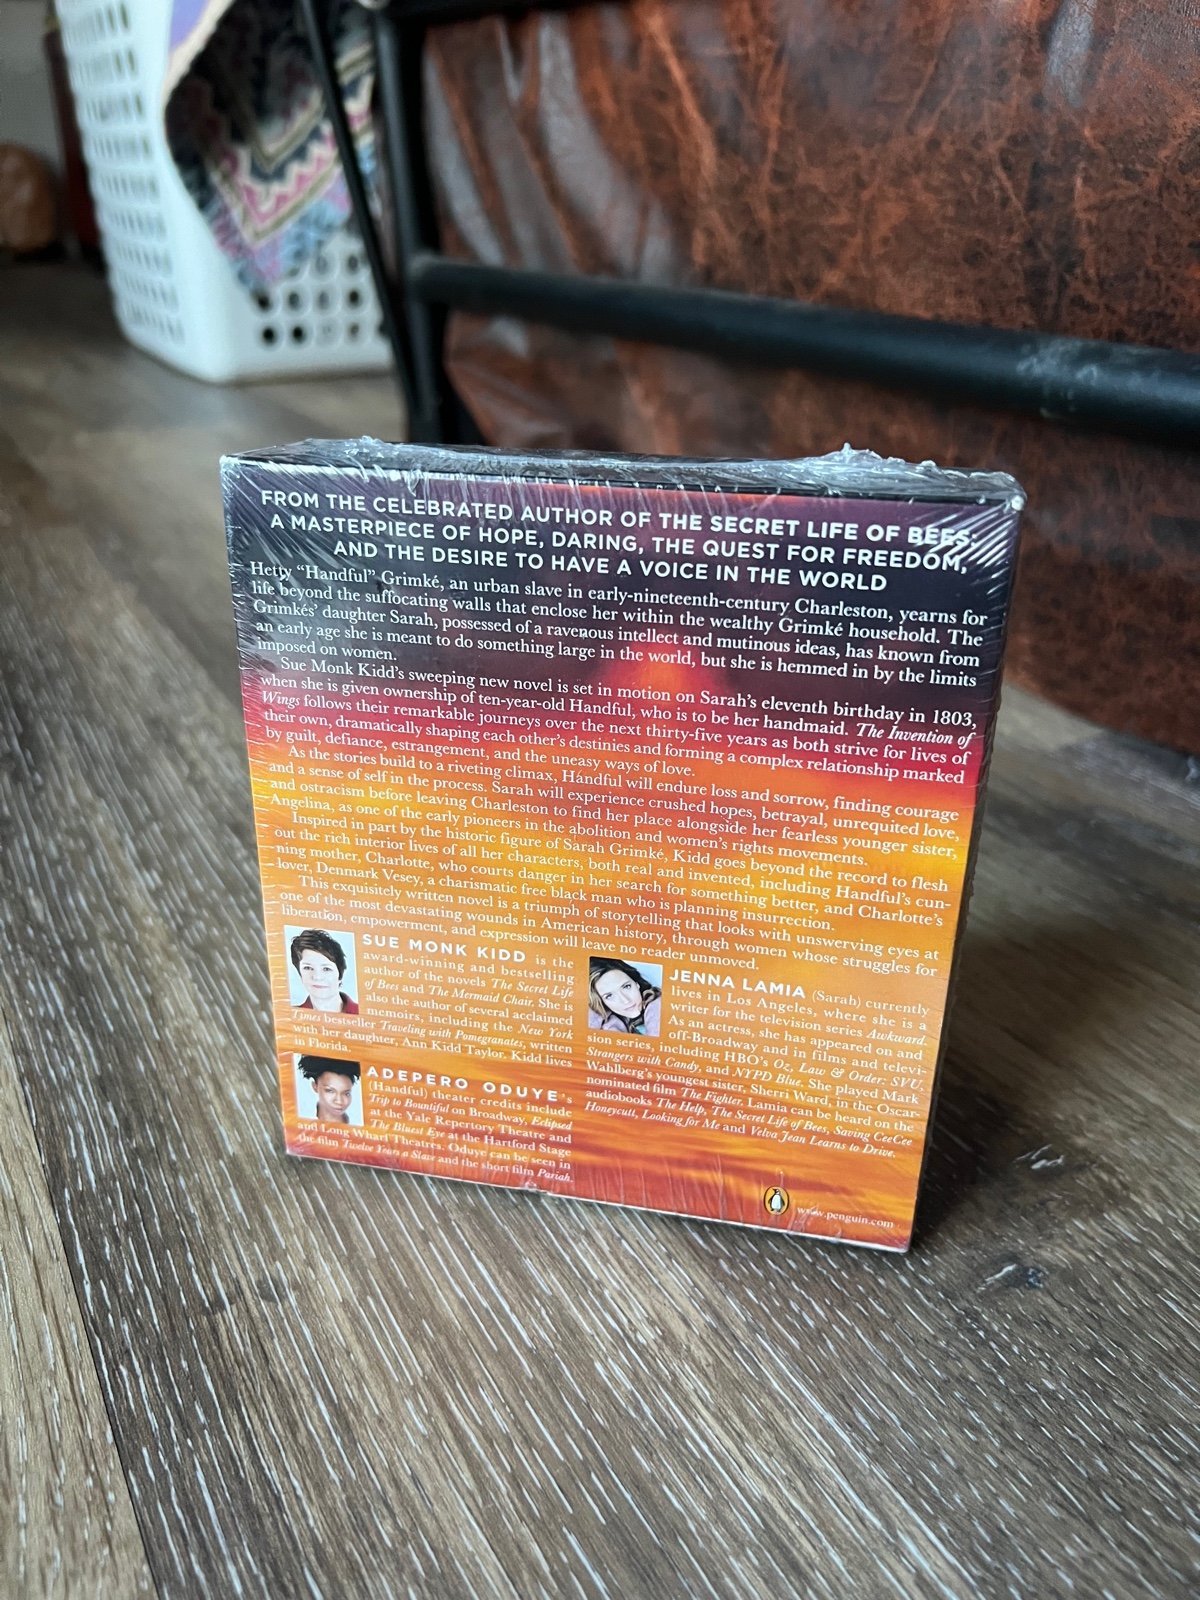 FROM THE CELEBRATED AUTHOR OF THE SECRET LIFE OF BEES:
A MASTERPIECE OF HOPE, DARING, THE QUEST FOR FREEDOM,
AND THE DESIRE TO HAVE A VOICE IN THE WORLD
Hetty “Handful” Grimké, an urban slave in early-nineteenth-century Charleston, yearns for
life beyond the suffocating walls that enclose her within the wealthy Grimké household. The
Grimkés’ daughter Sarah, possessed of a ravenous intellect and mutinous ideas, has known from
an early age she is meant to do something large in the world, but she is hemmed in by the limits
imposed on women.
Sue Monk Kidd’s sweeping new novel is set in motion on Sarah’s eleventh birthday in 1803,
when she is given ownership of ten-year-old Handful, who is to be her handmaid. The Invention of
Wings follows their remarkable journeys over the next thirty-five years as both strive for lives of
their own, dramatically shaping each other’s destinies and forming a complex relationship marked
by guilt, defiance, estrangement, and the uneasy ways of love.
As the stories build to a riveting climax, Handful will endure loss and sorrow, finding courage
and a sense of self in the process. Sarah will experience crushed hopes, betrayal, unrequited love,
and ostracism before leaving Charleston to find her place alongside her fearless younger sister,
Angelina, as one of the early pioneers in the abolition and women’s rights movements.
Inspired in part by the historic figure of Sarah Grimké, Kidd goes beyond the record to flesh
out the rich interior lives of all her characters, both real and invented, including Handful’s cun-
ning mother, Charlotte, who courts danger in her search for something better, and Charlotte’s
lover, Denmark Vesey, a charismatic free black man who is planning insurrection.
This exquisitely written novel is a triumph of storytelling that looks with unswerving eyes at
one of the most devastating wounds in American history, through women whose struggles for
liberation, empowerment, and expression will leave no reader unmoved.
SUE MONK KIDD is the
award-winning and bestselling
author of the novels The Secret Life
of Bees and The Mermaid Chair. She is
also the author of several acclaimed
memoirs, including the New York
Times bestseller Traveling with Pomegranates, written
with her daughter, Ann Kidd Taylor. Kidd lives
in Florida.
ADEPERO ODUYE’s
(Handful) theater credits include
Trip to Bountiful on Broadway, Eclipsed
at the Yale Repertory Theatre and
The Bluest Eye at the Hartford Stage
and Long Wharf Theatres. Oduye can be seen in
the film Twelve Years a Slave and the short film Pariah.
JENNA LAMIA (Sarah) currently
lives in Los Angeles, where she is a
writer for the television series Awkward.
As an actress, she has appeared on and
off-Broadway and in films and televi-
sion series, including HBO’s Oz, Law & Order: SVU,
Strangers with Candy, and NYPD Blue. She played Mark
Wahlberg’s youngest sister, Sherri Ward, in the Oscar-
nominated film The Fighter. Lamia can be heard on the
audiobooks The Help, The Secret Life of Bees, Saving CeeCee
Honeycutt, Looking for Me and Velva Jean Learns to Drive.
www.penguin.com